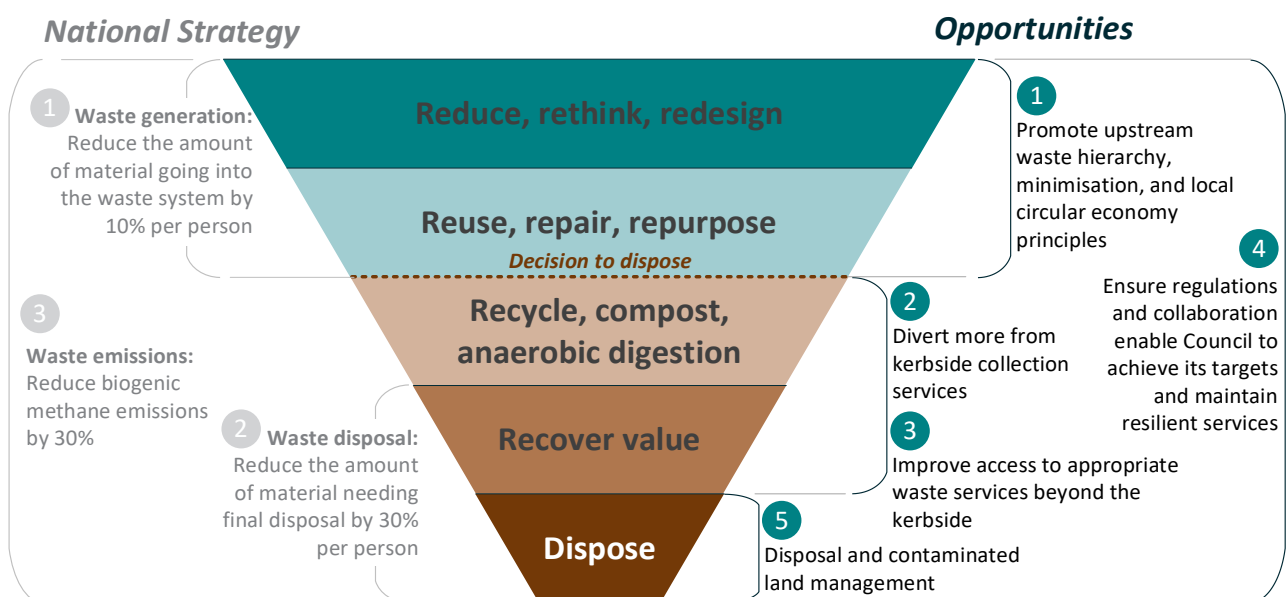 National Strategy
Opportunities
1
Waste generation:
Reduce the amount
of material going into
the waste system by
10% per person
3
Waste emissions:
Reduce biogenic
methane emissions
by 30%
2
Waste disposal:
Reduce the amount
of material needing
final disposal by 30%
per person
Reduce, rethink, redesign
Reuse, repair, repurpose
Decision to dispose
Recycle, compost,
anaerobic digestion
Recover value
Dispose
1
Promote upstream
waste hierarchy,
minimisation, and local
circular economy
principles
2
Divert more from
kerbside collection
services
3
Improve access to appropriate
waste services beyond the
kerbside
4
Ensure regulations
and collaboration
enable Council to
achieve its targets
and maintain
resilient services
5
Disposal and contaminated
land management